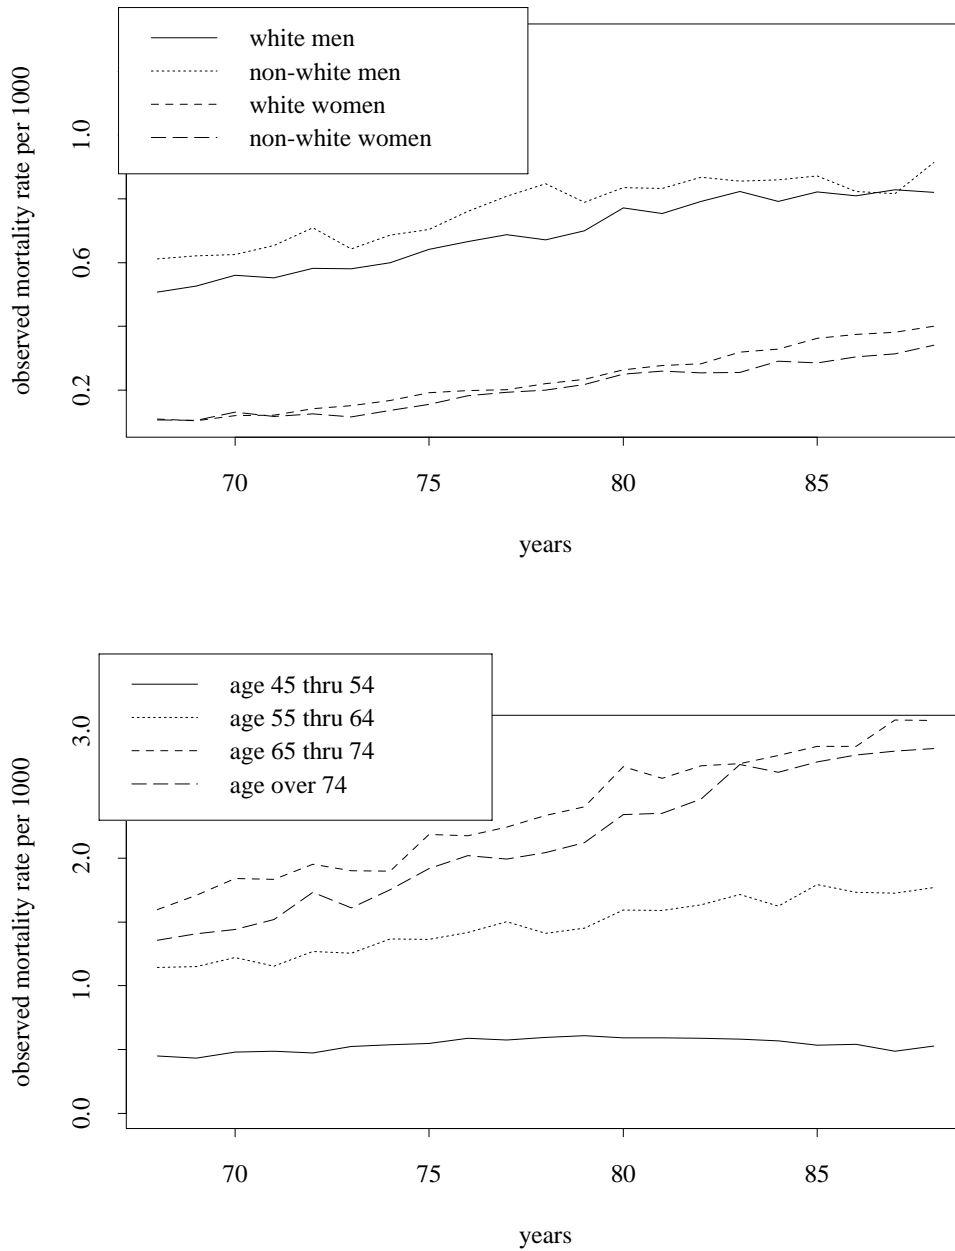 white men
non-white men
white women
non-white women
observed mortality rate per 1000
1.0
0.6
0.2
70 75 80 85
years
age 45 thru 54
age 55 thru 64
age 65 thru 74
age over 74
observed mortality rate per 1000
3.0
2.0
1.0
0.0
70 75 80 85
years